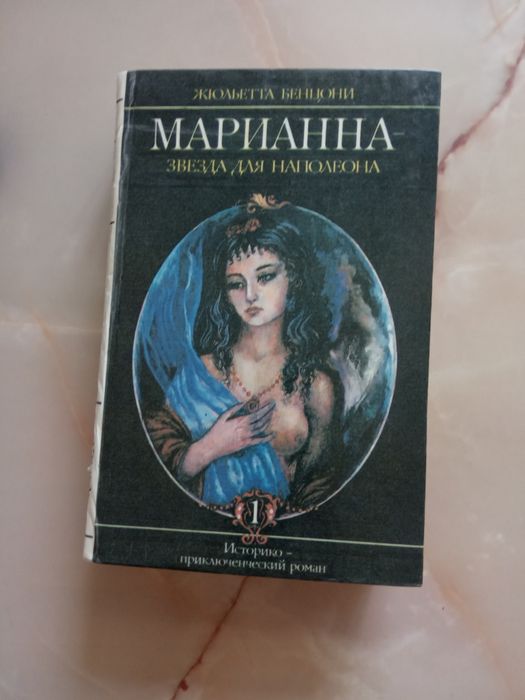 ЖЮЛЬЕТТА БЕНЦОНИ
МАРИАННА-
ЗВЕЗДА ДЛЯ НАПОЛЕОНА
1
Историко -
приключенческий роман